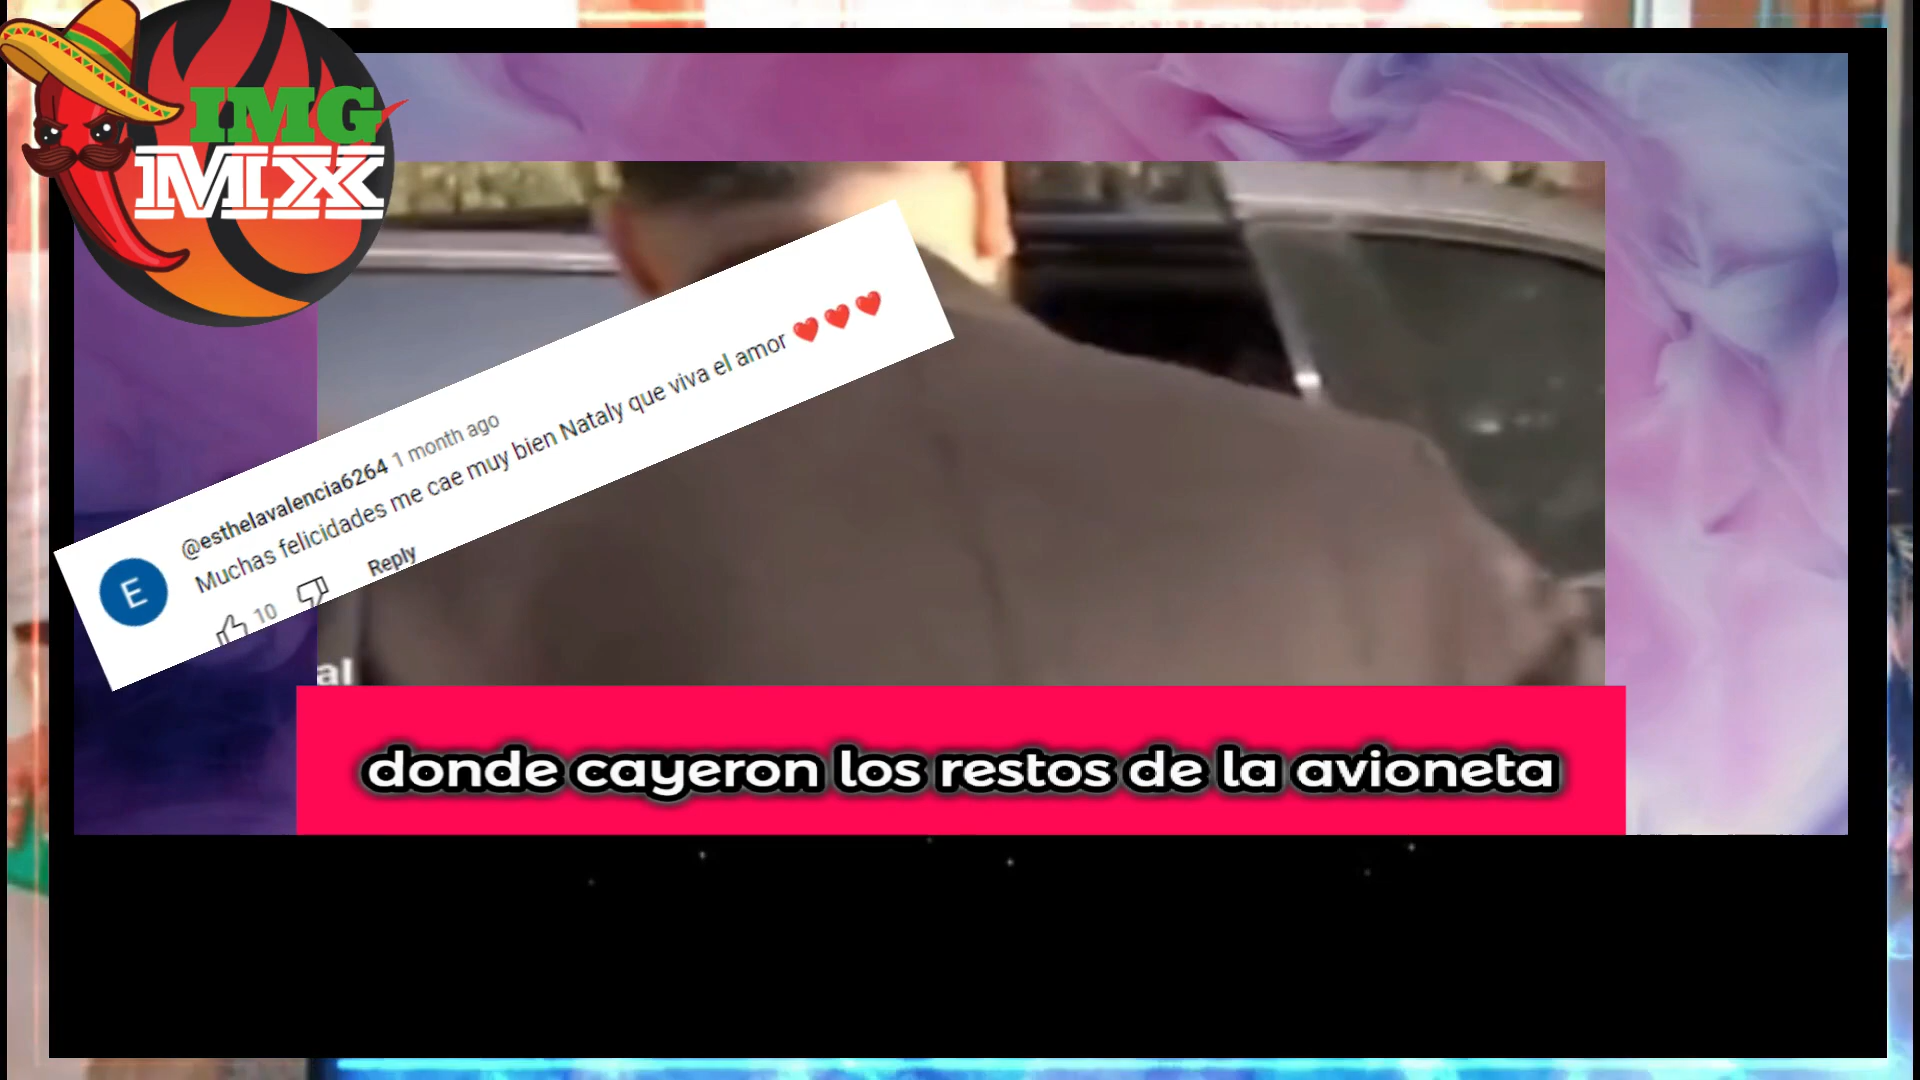 IMG
MX
@esthelavalencia6264 1 month ago
Muchas felicidades me cae muy bien Nataly que viva el amor ❤️❤️❤️
10 Reply
E
al
donde cayeron los restos de la avioneta